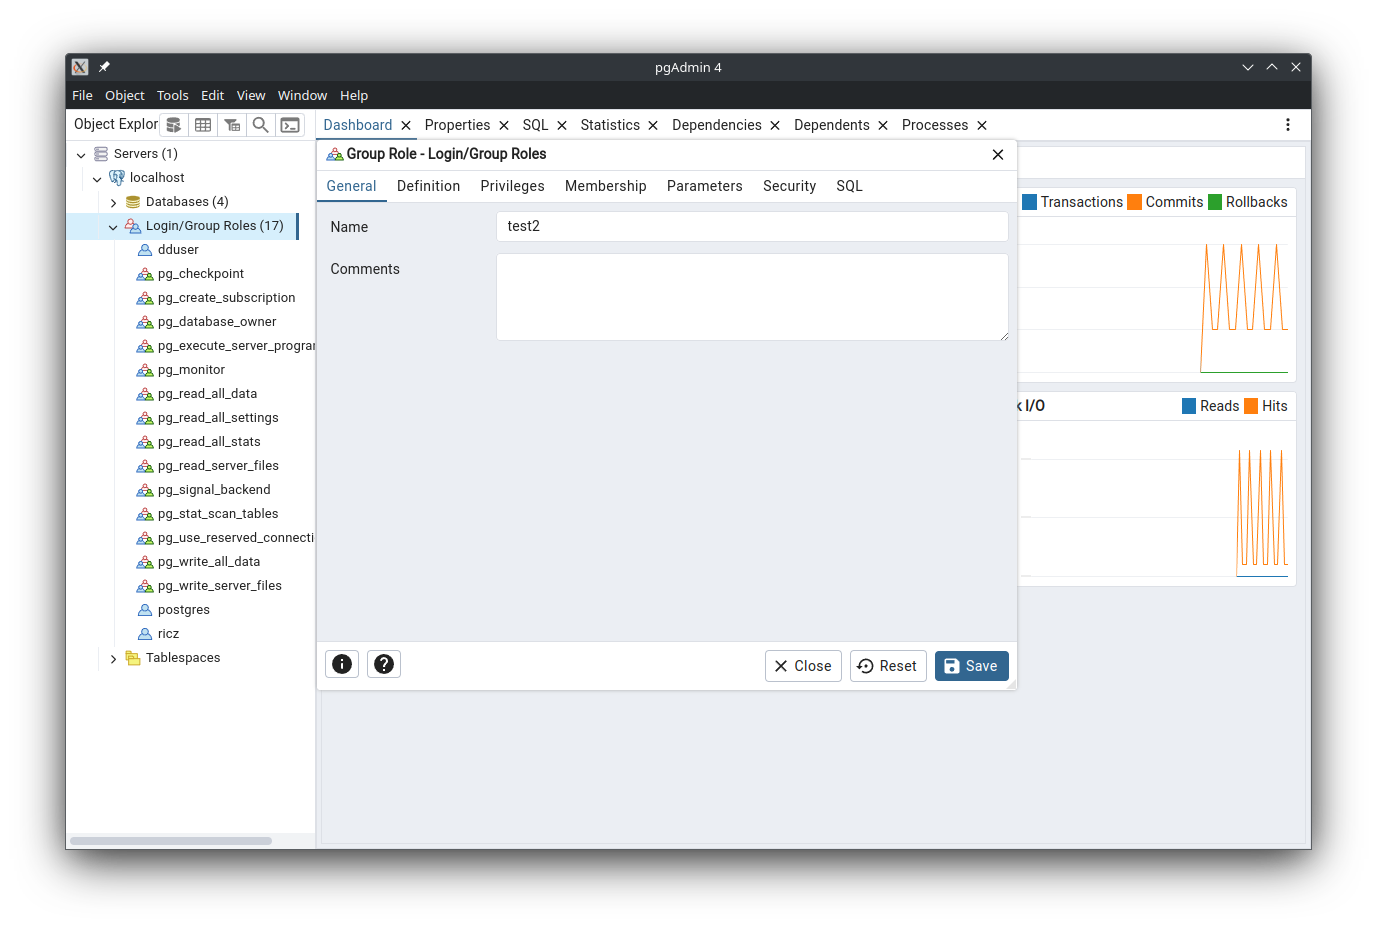 pgAdmin 4
File Object Tools Edit View Window Help
Object Explor
Dashboard Properties SQL Statistics Dependencies Dependents Processes
Servers (1)
localhost
Databases (4)
Login/Group Roles (17)
dduser
pg_checkpoint
pg_create_subscription
pg_database_owner
pg_execute_server_progra
pg_monitor
pg_read_all_data
pg_read_all_settings
pg_read_all_stats
pg_read_server_files
pg_signal_backend
pg_stat_scan_tables
pg_use_reserved_connecti
pg_write_all_data
pg_write_server_files
postgres
ricz
Tablespaces
Group Role - Login/Group Roles
General Definition Privileges Membership Parameters Security SQL
Name test2
Comments
Close Reset Save
Transactions Commits Rollbacks
k I/O Reads Hits